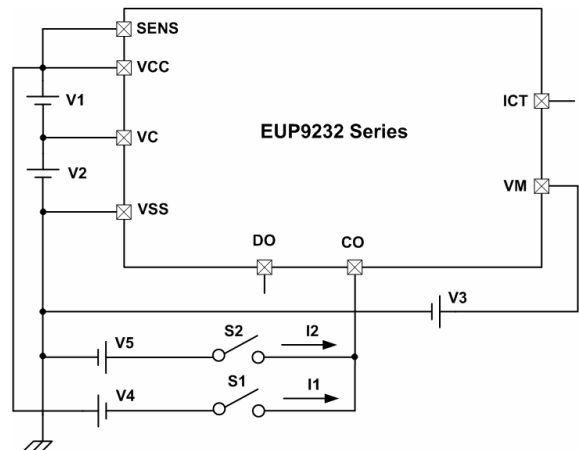 SENS
VCC
V1
ICT
VC
EUP9232 Series
V2
VM
VSS
DO
CO
V3
V5
S2
I2
V4
S1
I1